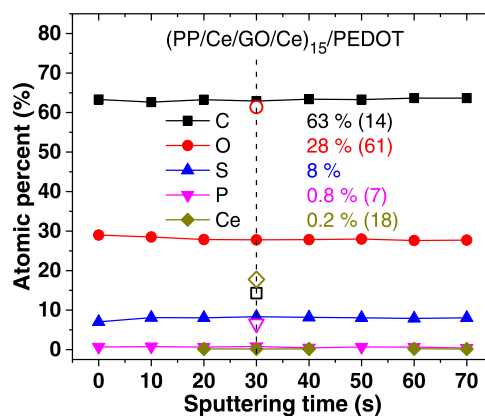 (PP/Ce/GO/Ce)15/PEDOT
C 63 % (14)
O 28 % (61)
S 8 %
P 0.8 % (7)
Ce 0.2 % (18)
Atomic percent (%)
80
70
60
50
40
30
20
10
0
0 10 20 30 40 50 60 70
Sputtering time (s)